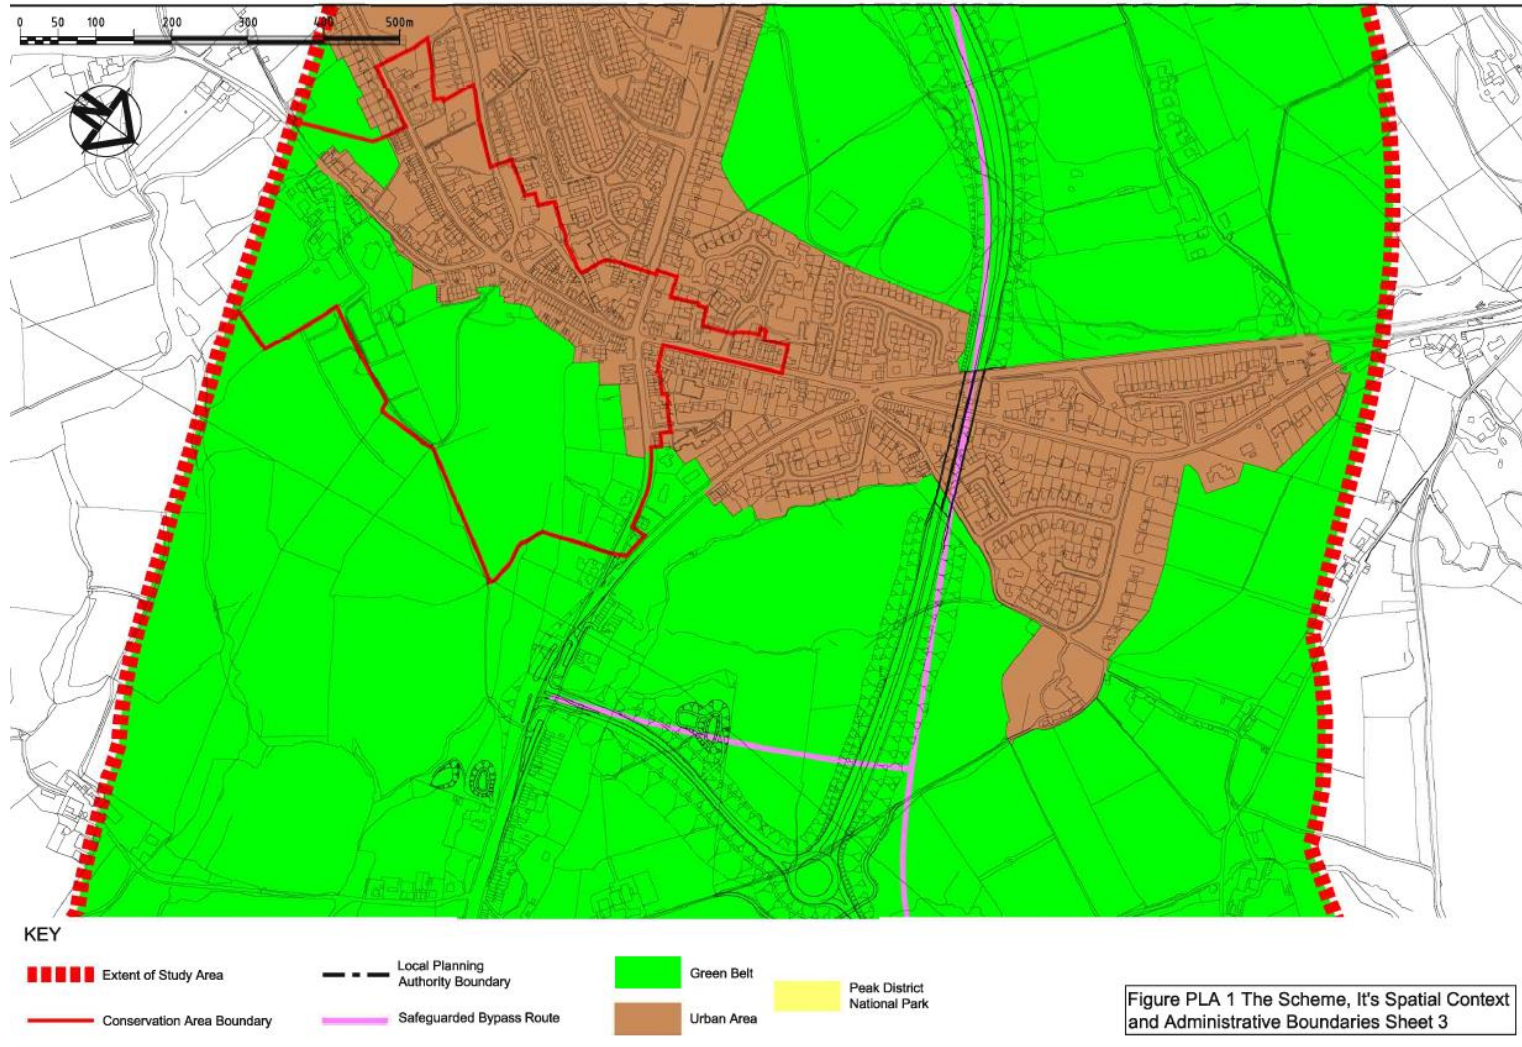 0 50 100 200 300 400 500m
N
KEY
Extent of Study Area
Conservation Area Boundary
Local Planning
Authority Boundary
Safeguarded Bypass Route
Green Belt
Urban Area
Peak District
National Park
Figure PLA 1 The Scheme, It's Spatial Context
and Administrative Boundaries Sheet 3